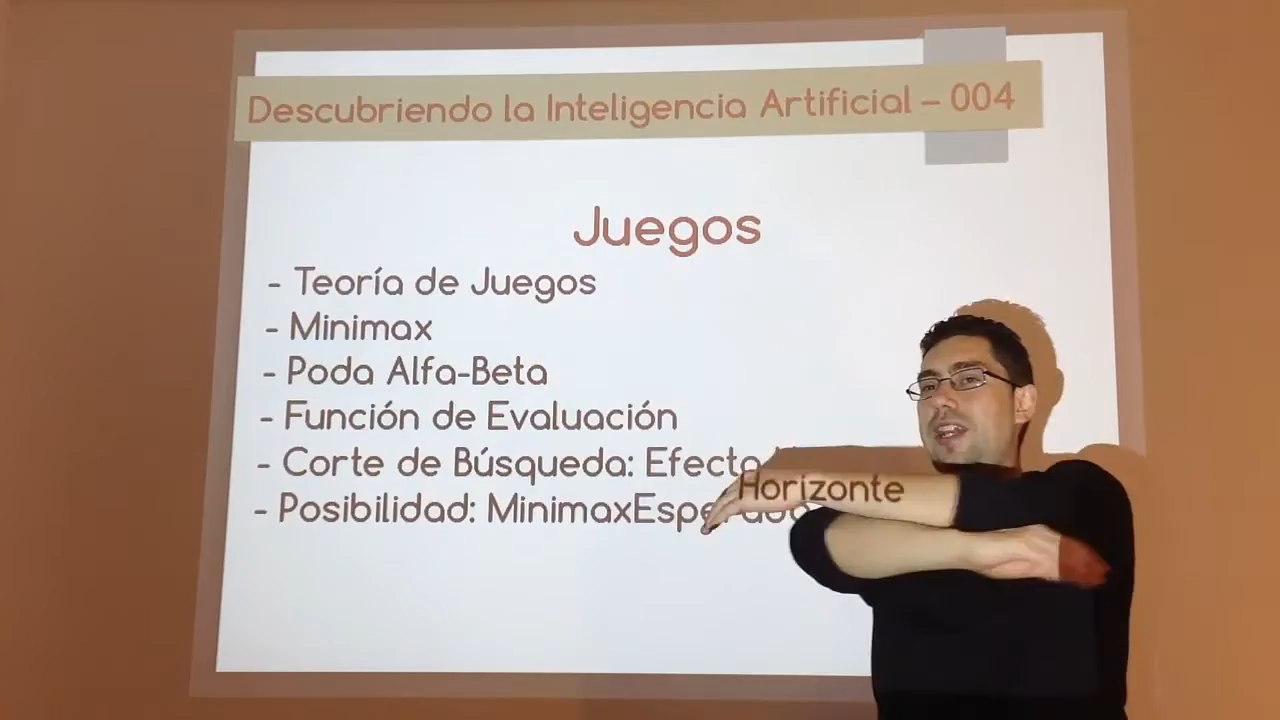 Descubriendo la Inteligencia Artificial – 004
Juegos
- Teoría de Juegos
- Minimax
- Poda Alfa-Beta
- Función de Evaluación
- Corte de Búsqueda: Efecto Horizonte
- Posibilidad: